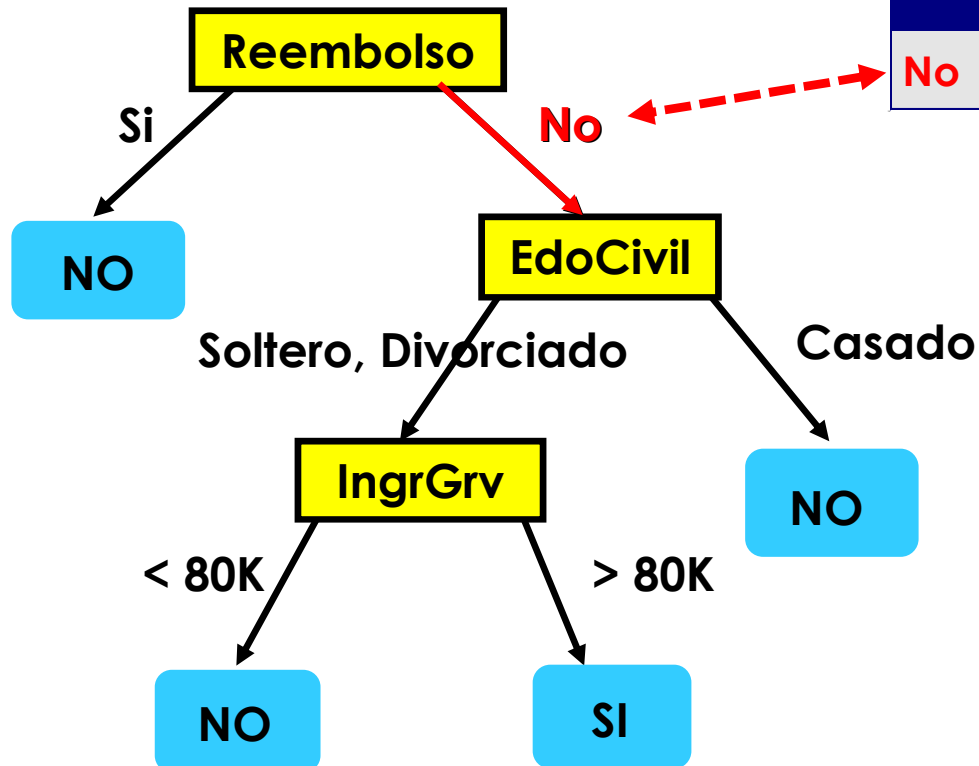 Reembolso
No
Si
No
NO
EdoCivil
Soltero, Divorciado
Casado
IngrGrv
NO
< 80K
> 80K
NO
SI